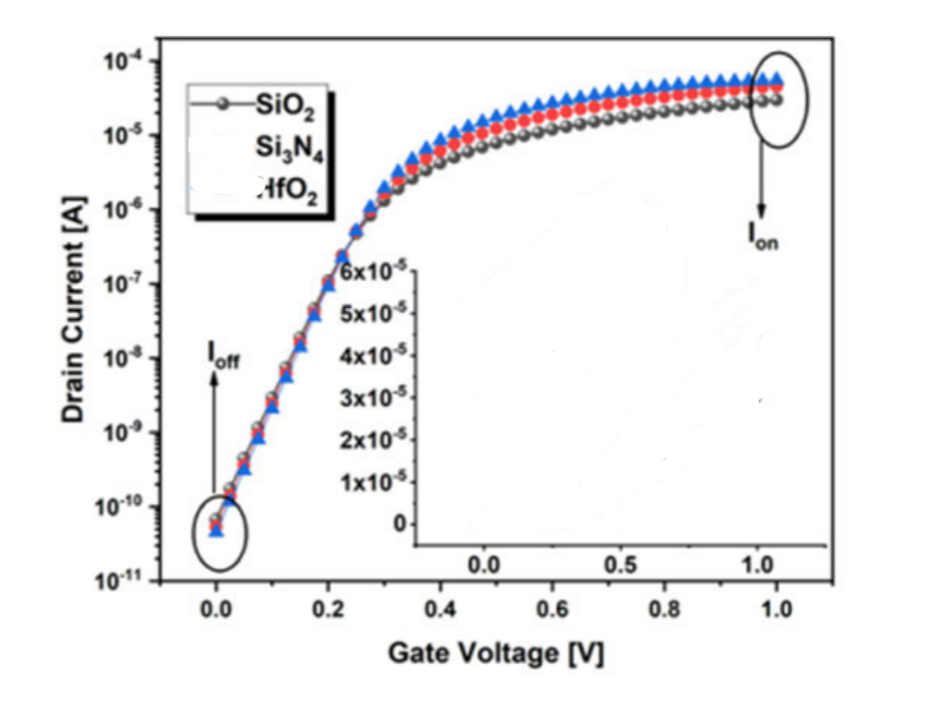 10⁻⁴
10⁻⁵
10⁻⁶
10⁻⁷
10⁻⁸
10⁻⁹
10⁻¹⁰
10⁻¹¹
Drain Current [A]
SiO₂
Si₃N₄
HfO₂
I_on
I_off
6x10⁻⁵
5x10⁻⁵
4x10⁻⁵
3x10⁻⁵
2x10⁻⁵
1x10⁻⁵
0
0.0 0.5 1.0
0.0 0.2 0.4 0.6 0.8 1.0
Gate Voltage [V]